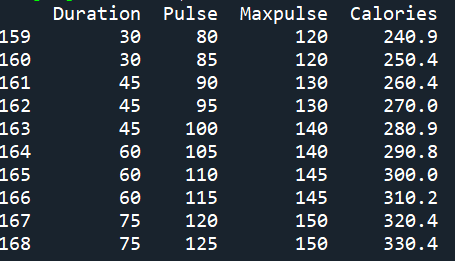 Duration Pulse Maxpulse Calories
159 30 80 120 240.9
160 30 85 120 250.4
161 45 90 130 260.4
162 45 95 130 270.0
163 45 100 140 280.9
164 60 105 140 290.8
165 60 110 145 300.0
166 60 115 145 310.2
167 75 120 150 320.4
168 75 125 150 330.4